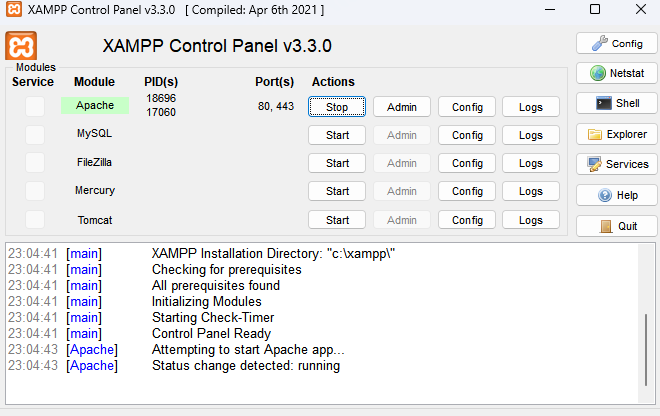 XAMPP Control Panel v3.3.0 [ Compiled: Apr 6th 2021 ]
XAMPP Control Panel v3.3.0
Config
Modules
Service Module PID(s) Port(s) Actions
Netstat
Apache 18696 17060 80, 443 Stop Admin Config Logs
Shell
MySQL Start Admin Config Logs
Explorer
FileZilla Start Admin Config Logs
Services
Mercury Start Admin Config Logs
Help
Tomcat Start Admin Config Logs
Quit
23:04:41 [main] XAMPP Installation Directory: "c:\xampp\"
23:04:41 [main] Checking for prerequisites
23:04:41 [main] All prerequisites found
23:04:41 [main] Initializing Modules
23:04:41 [main] Starting Check-Timer
23:04:41 [main] Control Panel Ready
23:04:43 [Apache] Attempting to start Apache app...
23:04:43 [Apache] Status change detected: running